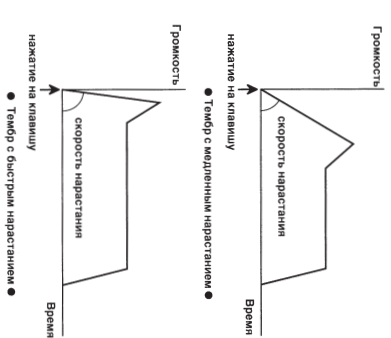 Громкость
скорость нарастания
Время
нажатие на клавишу
● Тембр с медленным нарастанием ●
Громкость
скорость нарастания
Время
нажатие на клавишу
● Тембр с быстрым нарастанием ●